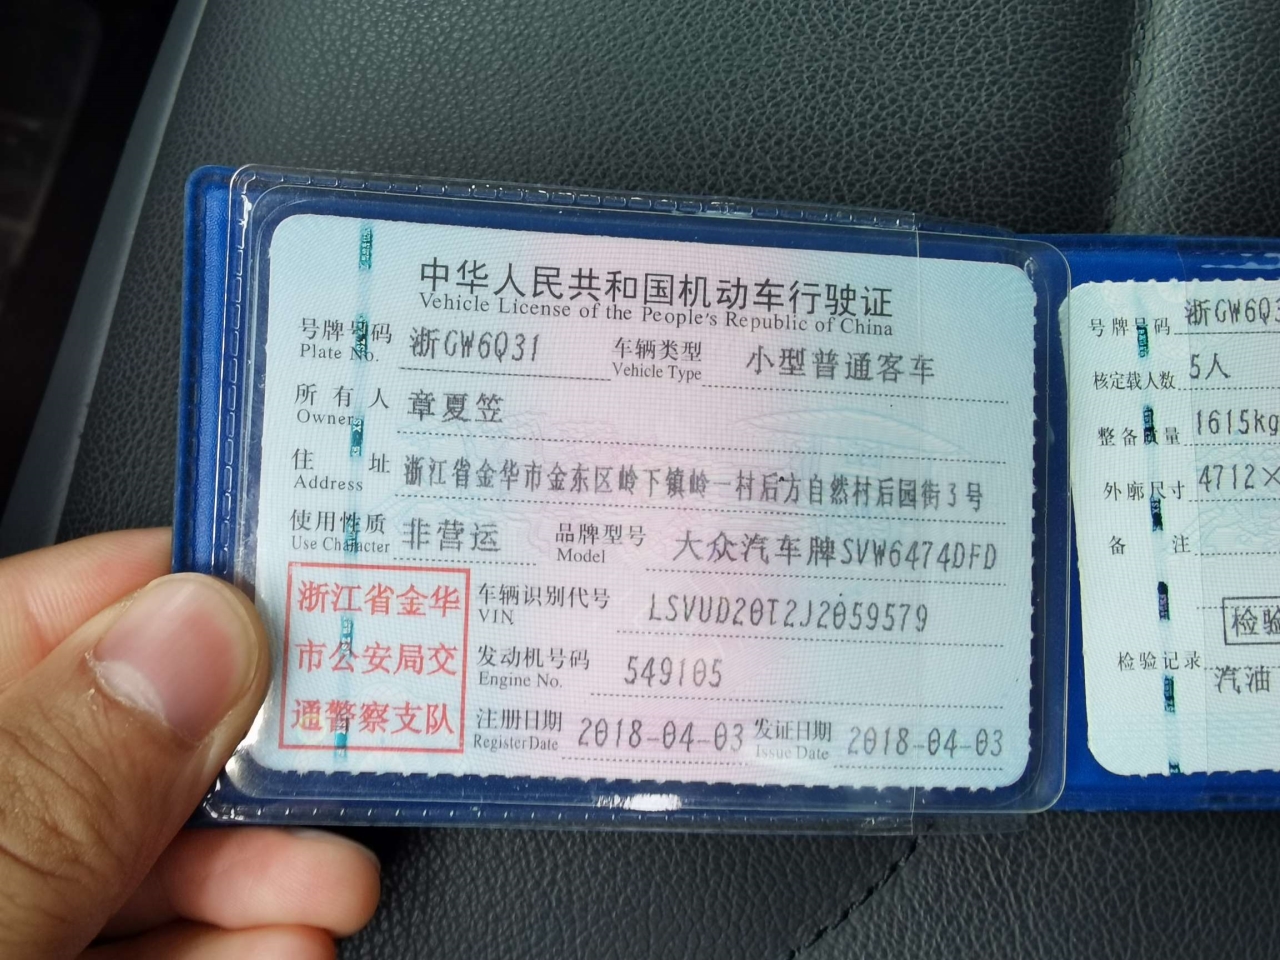 中华人民共和国机动车行驶证
Vehicle License of the People's Republic of China
号牌号码 浙GW6Q31 车辆类型 小型普通客车
Plate No. Vehicle Type
所有人 章夏笠
Owner
住址 浙江省金华市金东区岭下镇岭一村后方自然村后园街3号
Address
使用性质 非营运 品牌型号 大众汽车牌SVW6474DFD
Use Character Model
浙江省金华
市公安局交
通警察支队
车辆识别代号 LSVUD20T2J2059579
VIN
发动机号码 549105
Engine No.
注册日期 2018-04-03 发证日期 2018-04-03
Register Date Issue Date
号牌号码 浙GW6Q3
核定载人数 5人
整备质量 1615kg
外廓尺寸 4712×
备注
检验
检验记录
汽油